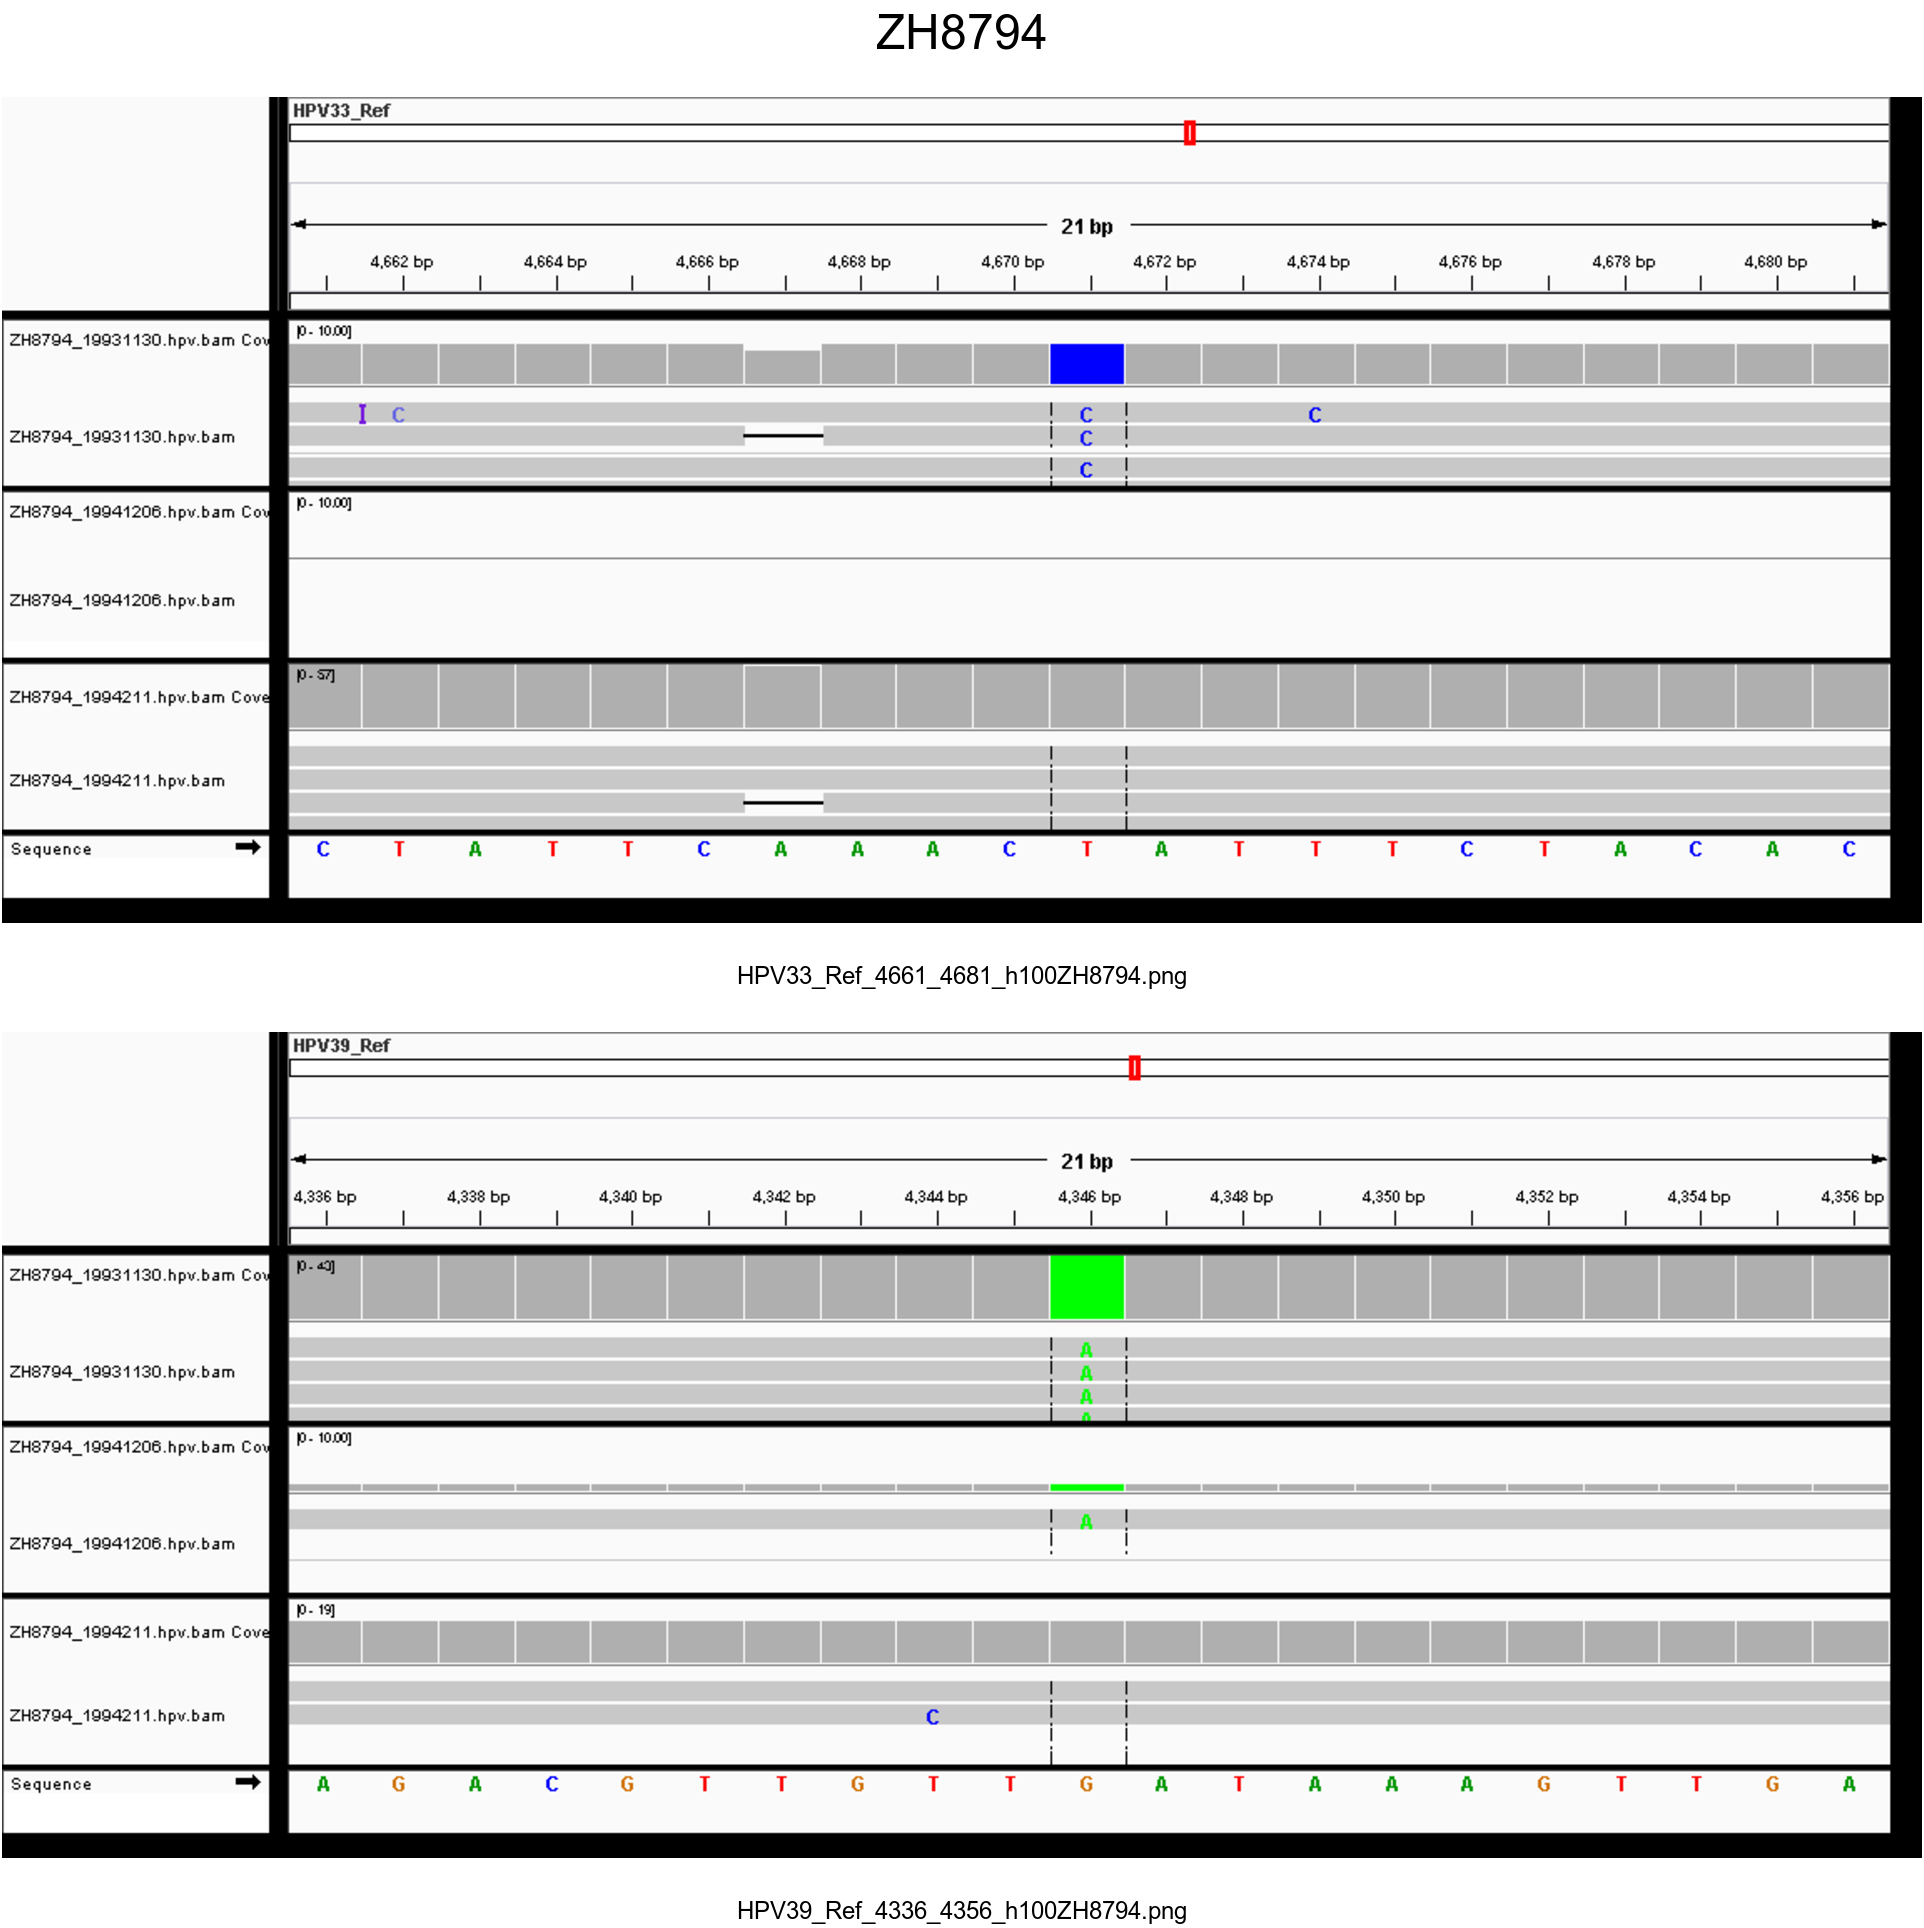 ZH8794
HPV33_Ref
21 bp
4,662 bp 4,664 bp 4,666 bp 4,668 bp 4,670 bp 4,672 bp 4,674 bp 4,676 bp 4,678 bp 4,680 bp
ZH8794_19931130.hpv.bam Cov
[0 - 10.00]
I C C C
ZH8794_19931130.hpv.bam
C
C
ZH8794_19941206.hpv.bam Cov
[0 - 10.00]
ZH8794_19941206.hpv.bam
ZH8794_1994211.hpv.bam Cove
[0 - 57]
ZH8794_1994211.hpv.bam
Sequence C T A T T C A A A C T A T T T C T A C A C
HPV33_Ref_4661_4681_h100ZH8794.png
HPV39_Ref
21 bp
4,336 bp 4,338 bp 4,340 bp 4,342 bp 4,344 bp 4,346 bp 4,348 bp 4,350 bp 4,352 bp 4,354 bp 4,356 bp
ZH8794_19931130.hpv.bam Cov
[0 - 43]
A
ZH8794_19931130.hpv.bam
A
A
A
ZH8794_19941206.hpv.bam Cov
[0 - 10.00]
A
ZH8794_19941206.hpv.bam
ZH8794_1994211.hpv.bam Cove
[0 - 19]
ZH8794_1994211.hpv.bam
C
Sequence A G A C G T T G T T G A T A A A G T T G A
HPV39_Ref_4336_4356_h100ZH8794.png